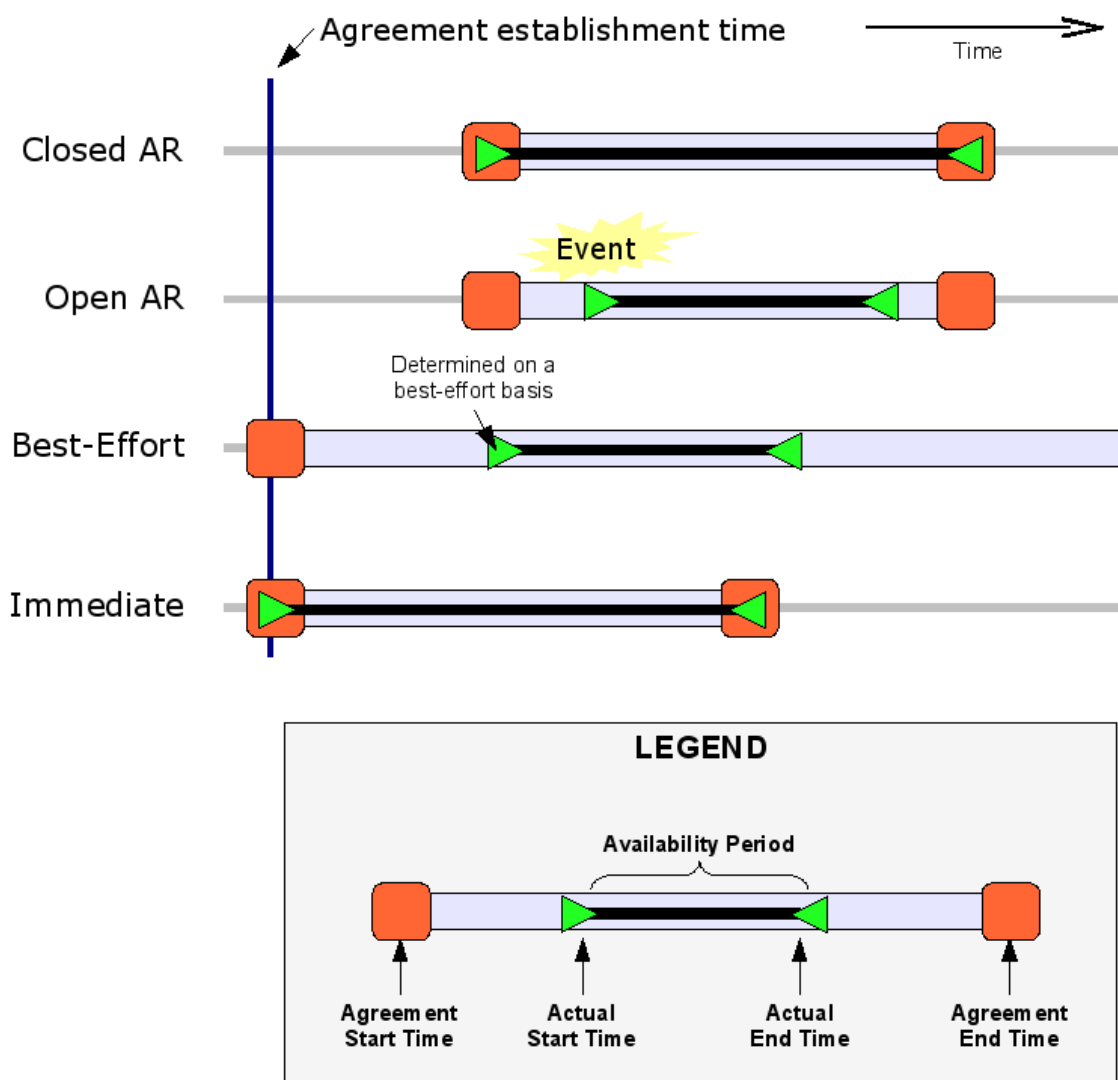 Agreement establishment time
Time
Closed AR
Event
Open AR
Determined on a
best-effort basis
Best-Effort
Immediate
LEGEND
Availability Period
Agreement
Start Time
Actual
Start Time
Actual
End Time
Agreement
End Time